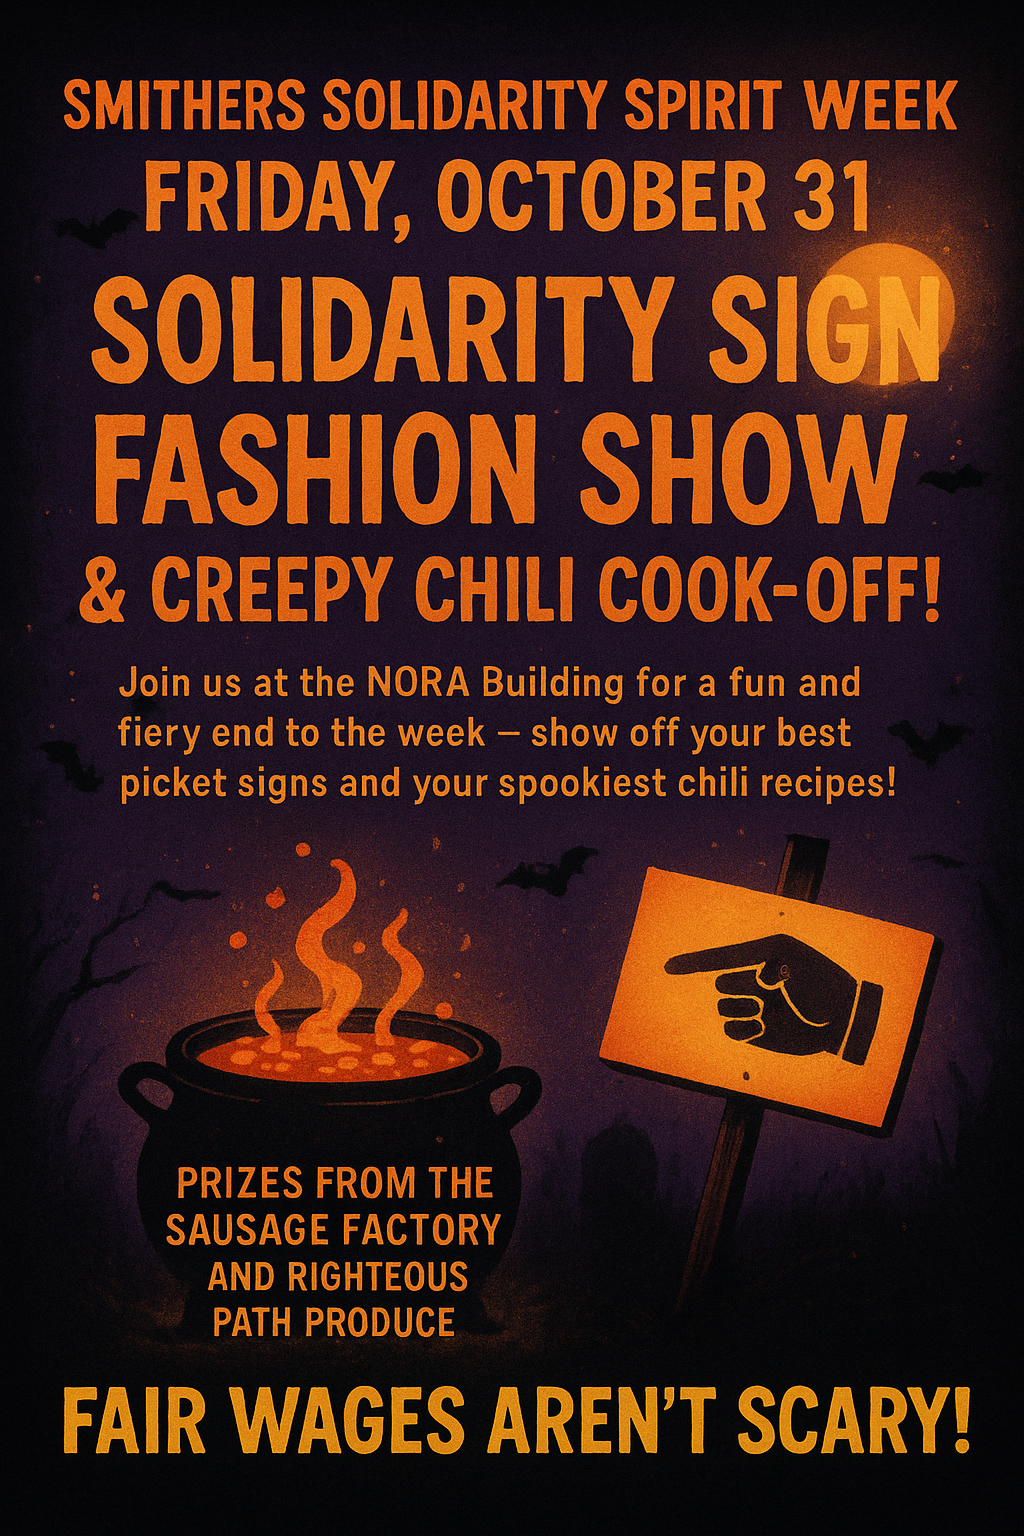 SMITHERS SOLIDARITY SPIRIT WEEK
FRIDAY, OCTOBER 31
SOLIDARITY SIGN
FASHION SHOW
& CREEPY CHILI COOK-OFF!
Join us at the NORA Building for a fun and
fiery end to the week – show off your best
picket signs and your spookiest chili recipes!
PRIZES FROM THE
SAUSAGE FACTORY
AND RIGHTEOUS
PATH PRODUCE
FAIR WAGES AREN'T SCARY!